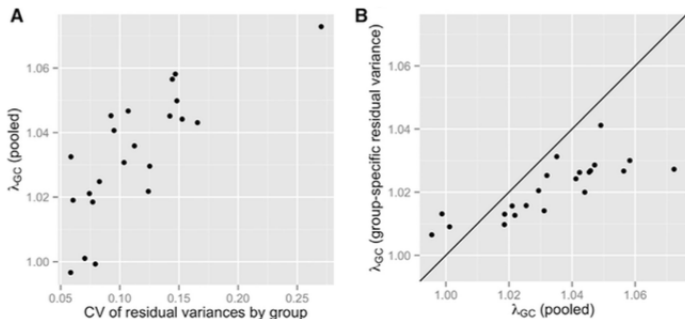 A
λGC (pooled)
1.06
1.04
1.02
1.00
0.05 0.10 0.15 0.20 0.25
CV of residual variances by group
B
λGC (group-specific residual variance)
1.06
1.04
1.02
1.00
1.00 1.02 1.04 1.06
λGC (pooled)